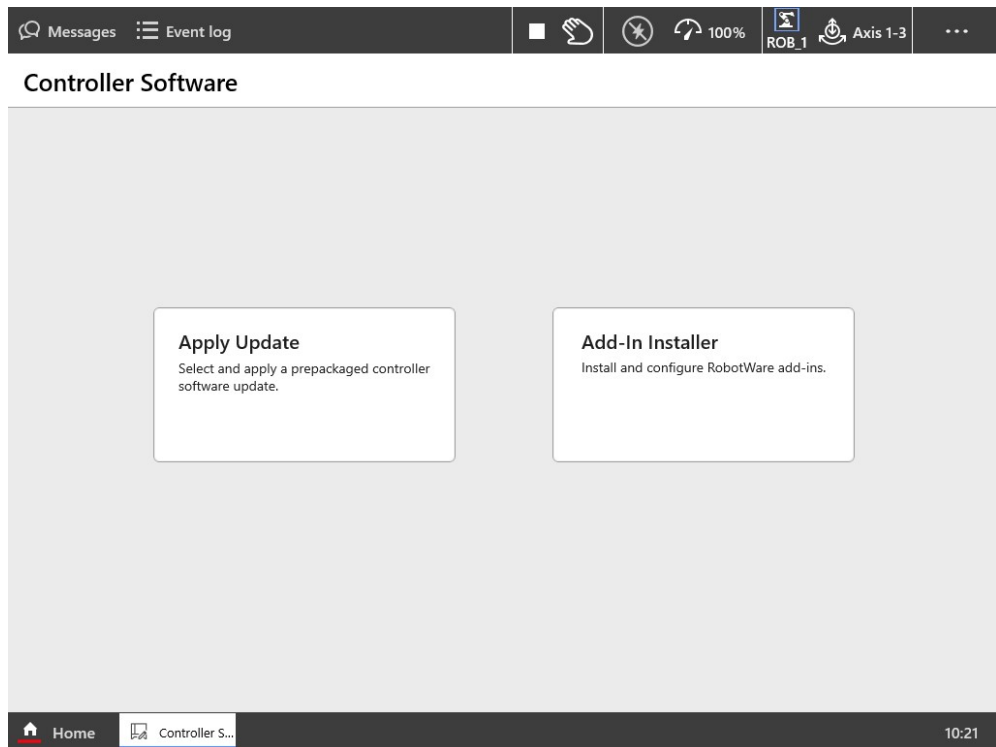 Messages
Event log
100%
ROB_1
Axis 1-3
Controller Software
Apply Update
Select and apply a prepackaged controller
software update.
Add-In Installer
Install and configure RobotWare add-ins.
Home
Controller S...
10:21